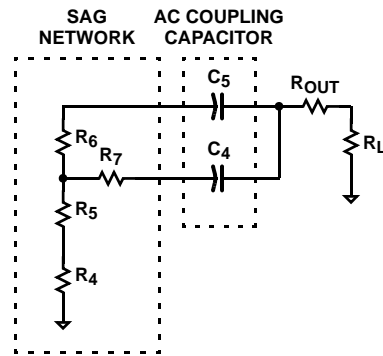 SAG
NETWORK
AC COUPLING
CAPACITOR
C5
ROUT
R6
R7
C4
RL
R5
R4